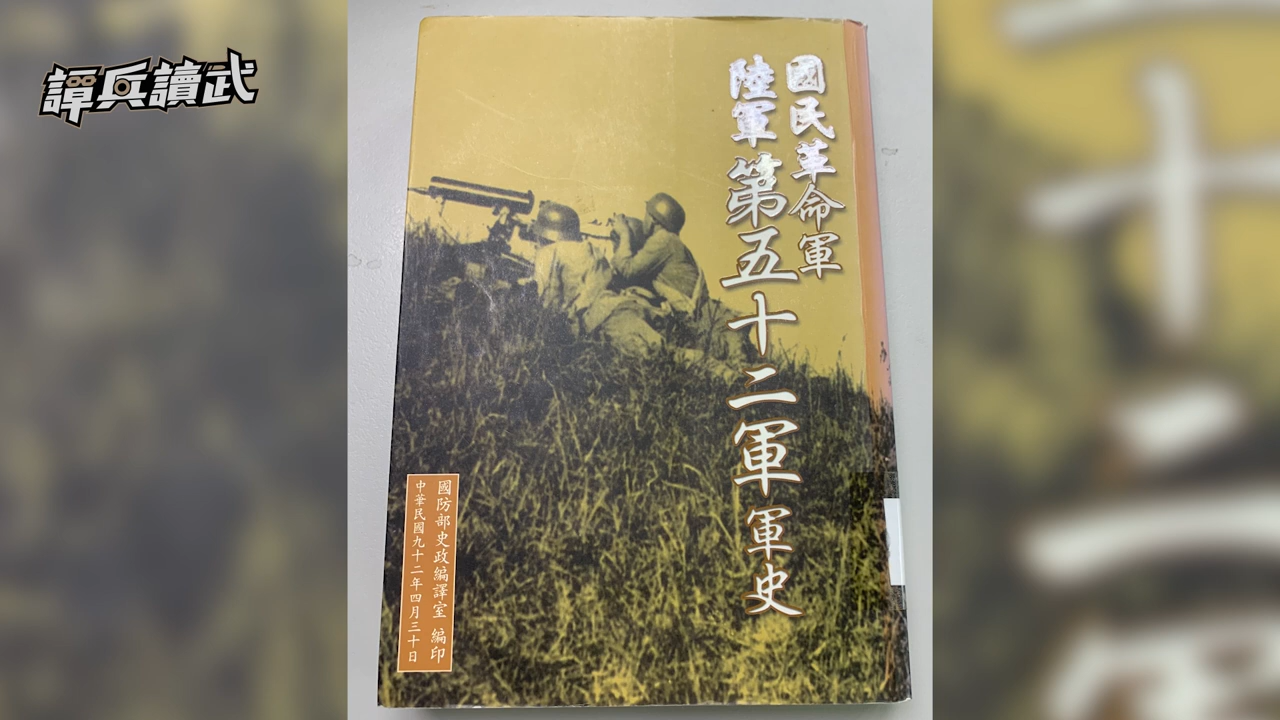 譚兵讀武
國民革命軍
陸軍第五十二軍軍史
國防部史政編譯室 編印
中華民國九十二年四月三十日